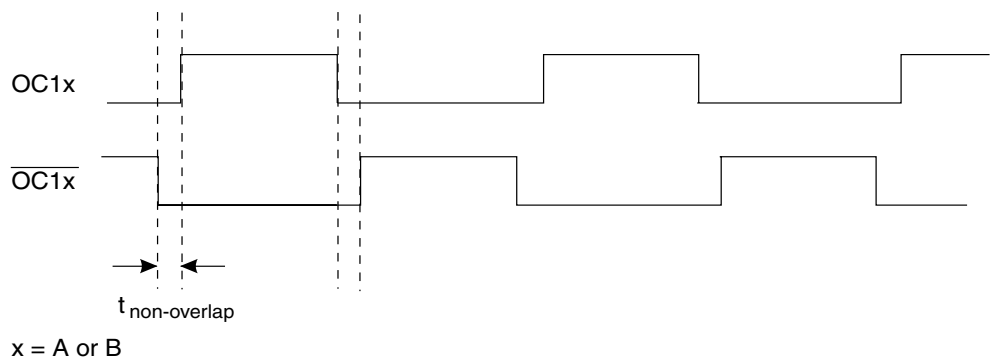 OC1x
OC1x
t non-overlap
x = A or B